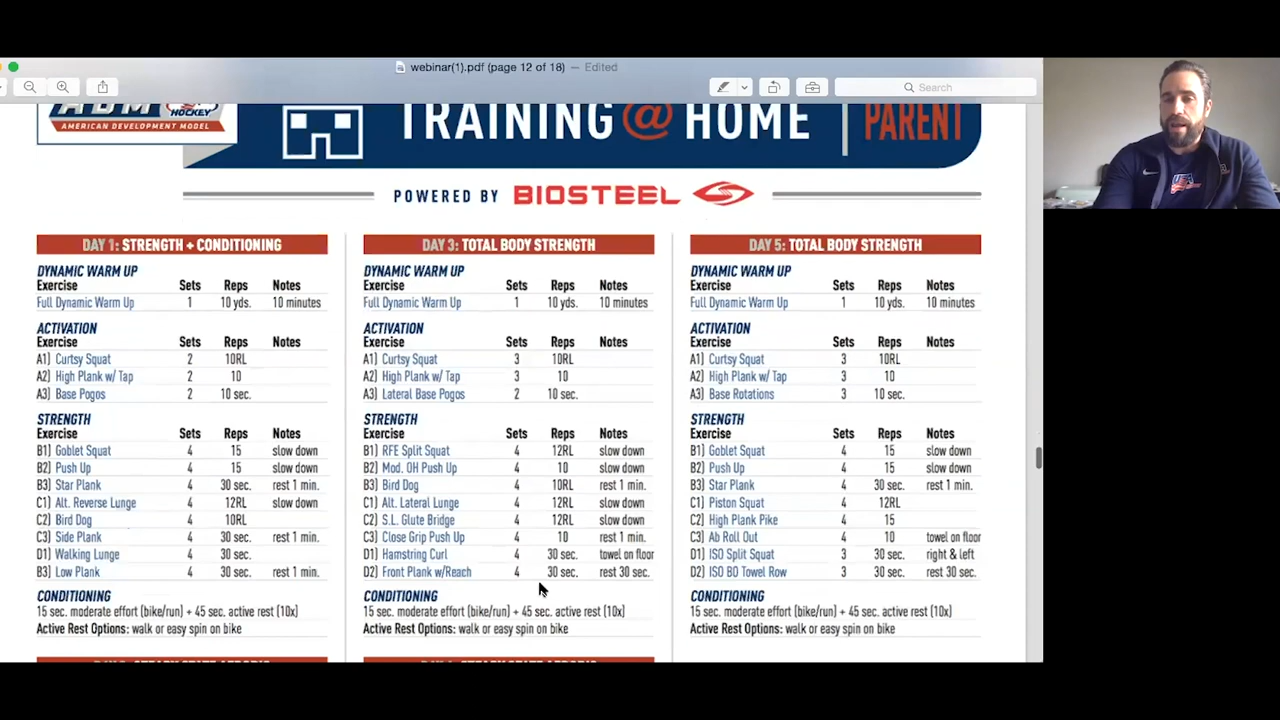 webinar(1).pdf (page 12 of 18) — Edited
Search
ADM
HOCKEY
AMERICAN DEVELOPMENT MODEL
TRAINING @ HOME | PARENT
POWERED BY BIOSTEEL
DAY 1: STRENGTH + CONDITIONING
DYNAMIC WARM UP
Exercise Sets Reps Notes
Full Dynamic Warm Up 1 10 yds. 10 minutes
ACTIVATION
Exercise Sets Reps Notes
A1) Curtsy Squat 2 10RL
A2) High Plank w/ Tap 2 10
A3) Base Pogos 2 10 sec.
STRENGTH
Exercise Sets Reps Notes
B1) Goblet Squat 4 15 slow down
B2) Push Up 4 15 slow down
B3) Star Plank 4 30 sec. rest 1 min.
C1) Alt. Reverse Lunge 4 12RL slow down
C2) Bird Dog 4 10RL
C3) Side Plank 4 30 sec. rest 1 min.
D1) Walking Lunge 4 30 sec.
B3) Low Plank 4 30 sec. rest 1 min.
CONDITIONING
15 sec. moderate effort (bike/run) + 45 sec. active rest (10x)
Active Rest Options: walk or easy spin on bike
DAY 3: TOTAL BODY STRENGTH
DYNAMIC WARM UP
Exercise Sets Reps Notes
Full Dynamic Warm Up 1 10 yds. 10 minutes
ACTIVATION
Exercise Sets Reps Notes
A1) Curtsy Squat 3 10RL
A2) High Plank w/ Tap 3 10
A3) Lateral Base Pogos 2 10 sec.
STRENGTH
Exercise Sets Reps Notes
B1) RFE Split Squat 4 12RL slow down
B2) Mod. OH Push Up 4 10 slow down
B3) Bird Dog 4 10RL rest 1 min.
C1) Alt. Lateral Lunge 4 12RL slow down
C2) S.L. Glute Bridge 4 12RL slow down
C3) Close Grip Push Up 4 10 rest 1 min.
D1) Hamstring Curl 4 30 sec. towel on floor
D2) Front Plank w/Reach 4 30 sec. rest 30 sec.
CONDITIONING
15 sec. moderate effort (bike/run) + 45 sec. active rest (10x)
Active Rest Options: walk or easy spin on bike
DAY 5: TOTAL BODY STRENGTH
DYNAMIC WARM UP
Exercise Sets Reps Notes
Full Dynamic Warm Up 1 10 yds. 10 minutes
ACTIVATION
Exercise Sets Reps Notes
A1) Curtsy Squat 3 10RL
A2) High Plank w/ Tap 3 10
A3) Base Rotations 3 10 sec.
STRENGTH
Exercise Sets Reps Notes
B1) Goblet Squat 4 15 slow down
B2) Push Up 4 15 slow down
B3) Star Plank 4 30 sec. rest 1 min.
C1) Piston Squat 4 12RL
C2) High Plank Pike 4 15
C3) Ab Roll Out 4 10 towel on floor
D1) ISO Split Squat 3 30 sec. right & left
D2) ISO BO Towel Row 3 30 sec. rest 30 sec.
CONDITIONING
15 sec. moderate effort (bike/run) + 45 sec. active rest (10x)
Active Rest Options: walk or easy spin on bike